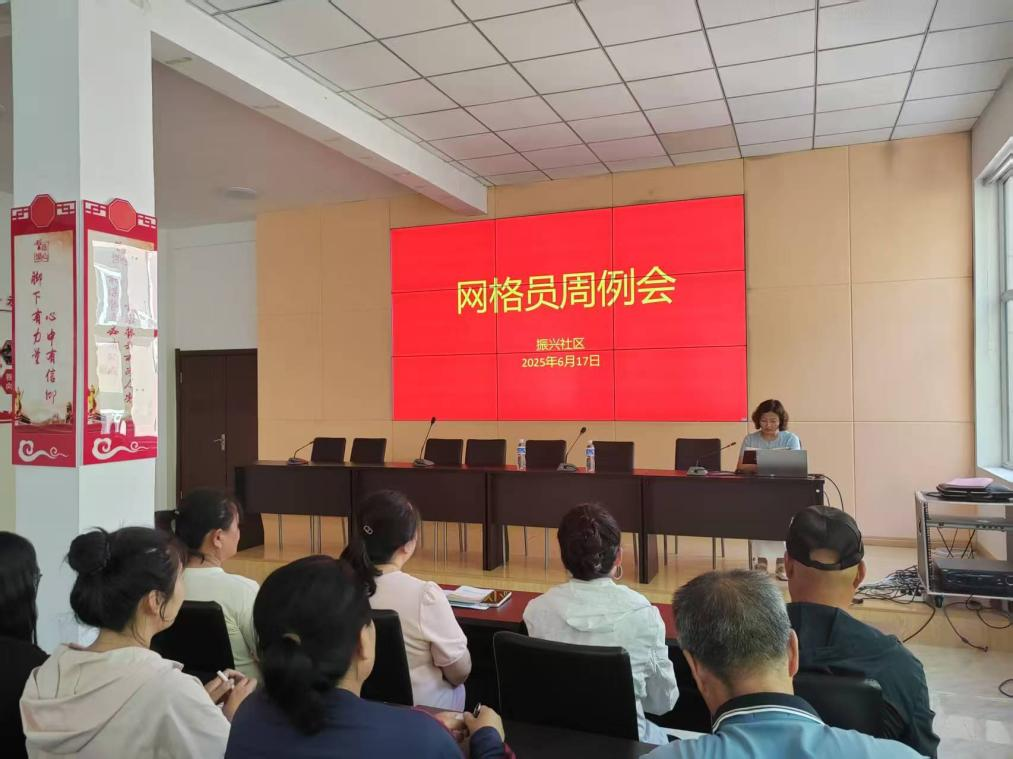 网格员周例会
振兴社区
2025年6月17日
心中有信仰
脚下有力量